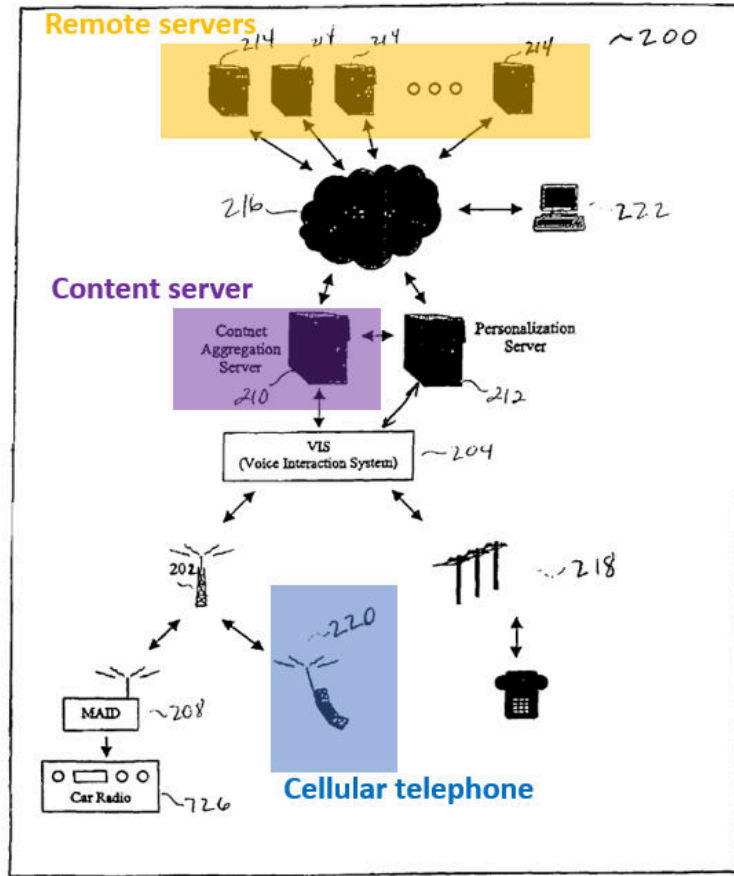 Remote servers
~200
214
214
214
214
216
222
Content server
Contnet
Aggregation
Server
Personalization
Server
210
212
VIS
(Voice Interaction System)
~204
202
~218
~220
MAID
~208
Car Radio
~726
Cellular telephone